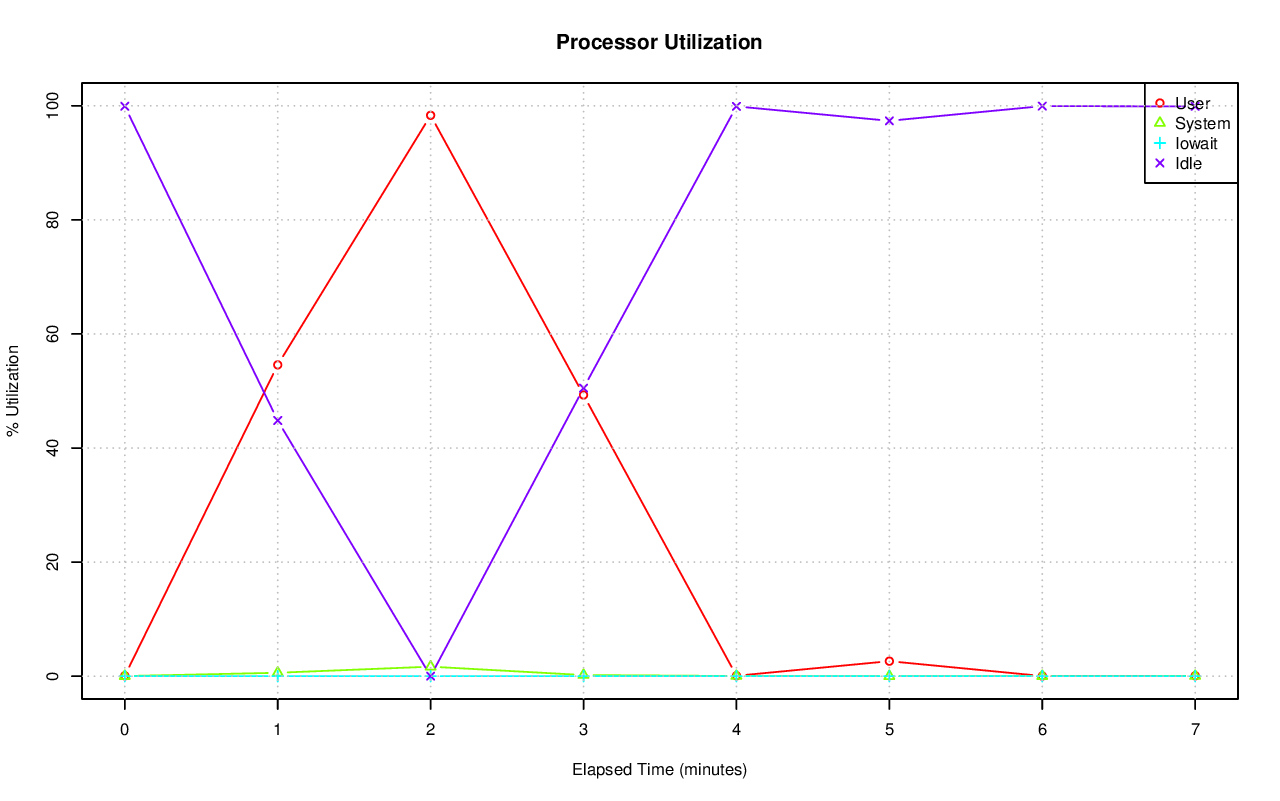 Processor Utilization
User
System
Iowait
Idle
% Utilization
100
80
60
40
20
0
0 1 2 3 4 5 6 7
Elapsed Time (minutes)